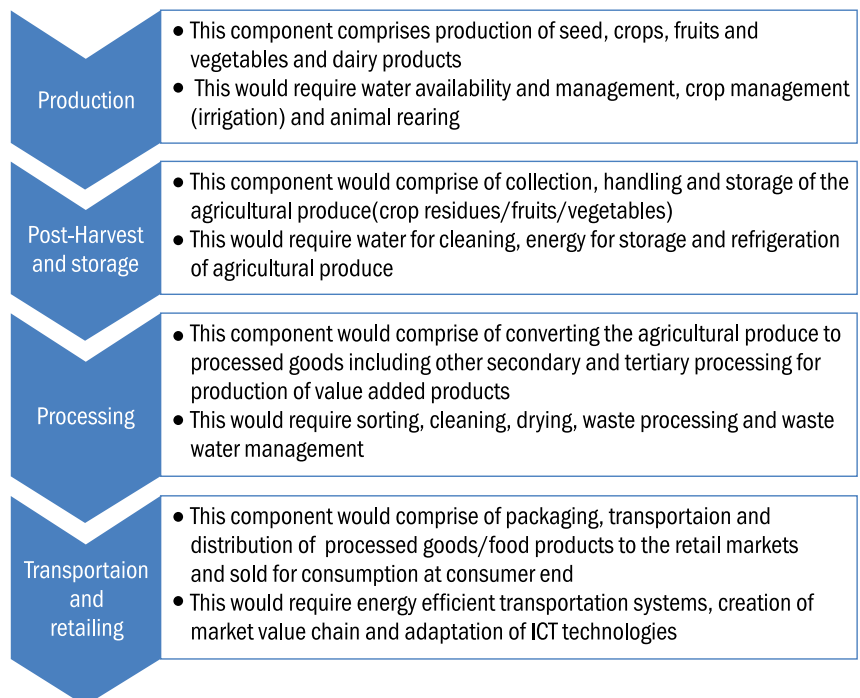 Production
● This component comprises production of seed, crops, fruits and
vegetables and dairy products
● This would require water availability and management, crop management
(irrigation) and animal rearing
Post-Harvest
and storage
● This component would comprise of collection, handling and storage of the
agricultural produce(crop residues/fruits/vegetables)
● This would require water for cleaning, energy for storage and refrigeration
of agricultural produce
Processing
● This component would comprise of converting the agricultural produce to
processed goods including other secondary and tertiary processing for
production of value added products
● This would require sorting, cleaning, drying, waste processing and waste
water management
Transportaion
and
retailing
● This component would comprise of packaging, transportaion and
distribution of processed goods/food products to the retail markets
and sold for consumption at consumer end
● This would require energy efficient transportation systems, creation of
market value chain and adaptation of ICT technologies